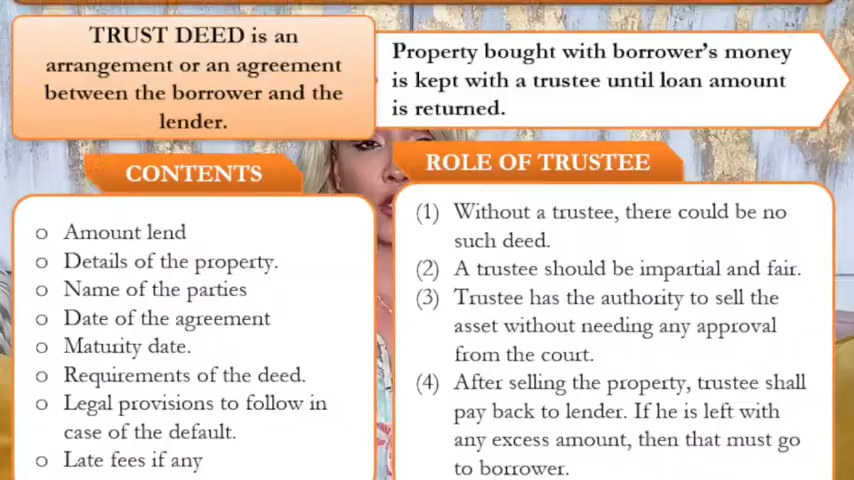 TRUST DEED is an
arrangement or an agreement
between the borrower and the
lender.
Property bought with borrower's money
is kept with a trustee until loan amount
is returned.
CONTENTS
o Amount lend
o Details of the property.
o Name of the parties
o Date of the agreement
o Maturity date.
o Requirements of the deed.
o Legal provisions to follow in
case of the default.
o Late fees if any
ROLE OF TRUSTEE
(1) Without a trustee, there could be no
such deed.
(2) A trustee should be impartial and fair.
(3) Trustee has the authority to sell the
asset without needing any approval
from the court.
(4) After selling the property, trustee shall
pay back to lender. If he is left with
any excess amount, then that must go
to borrower.